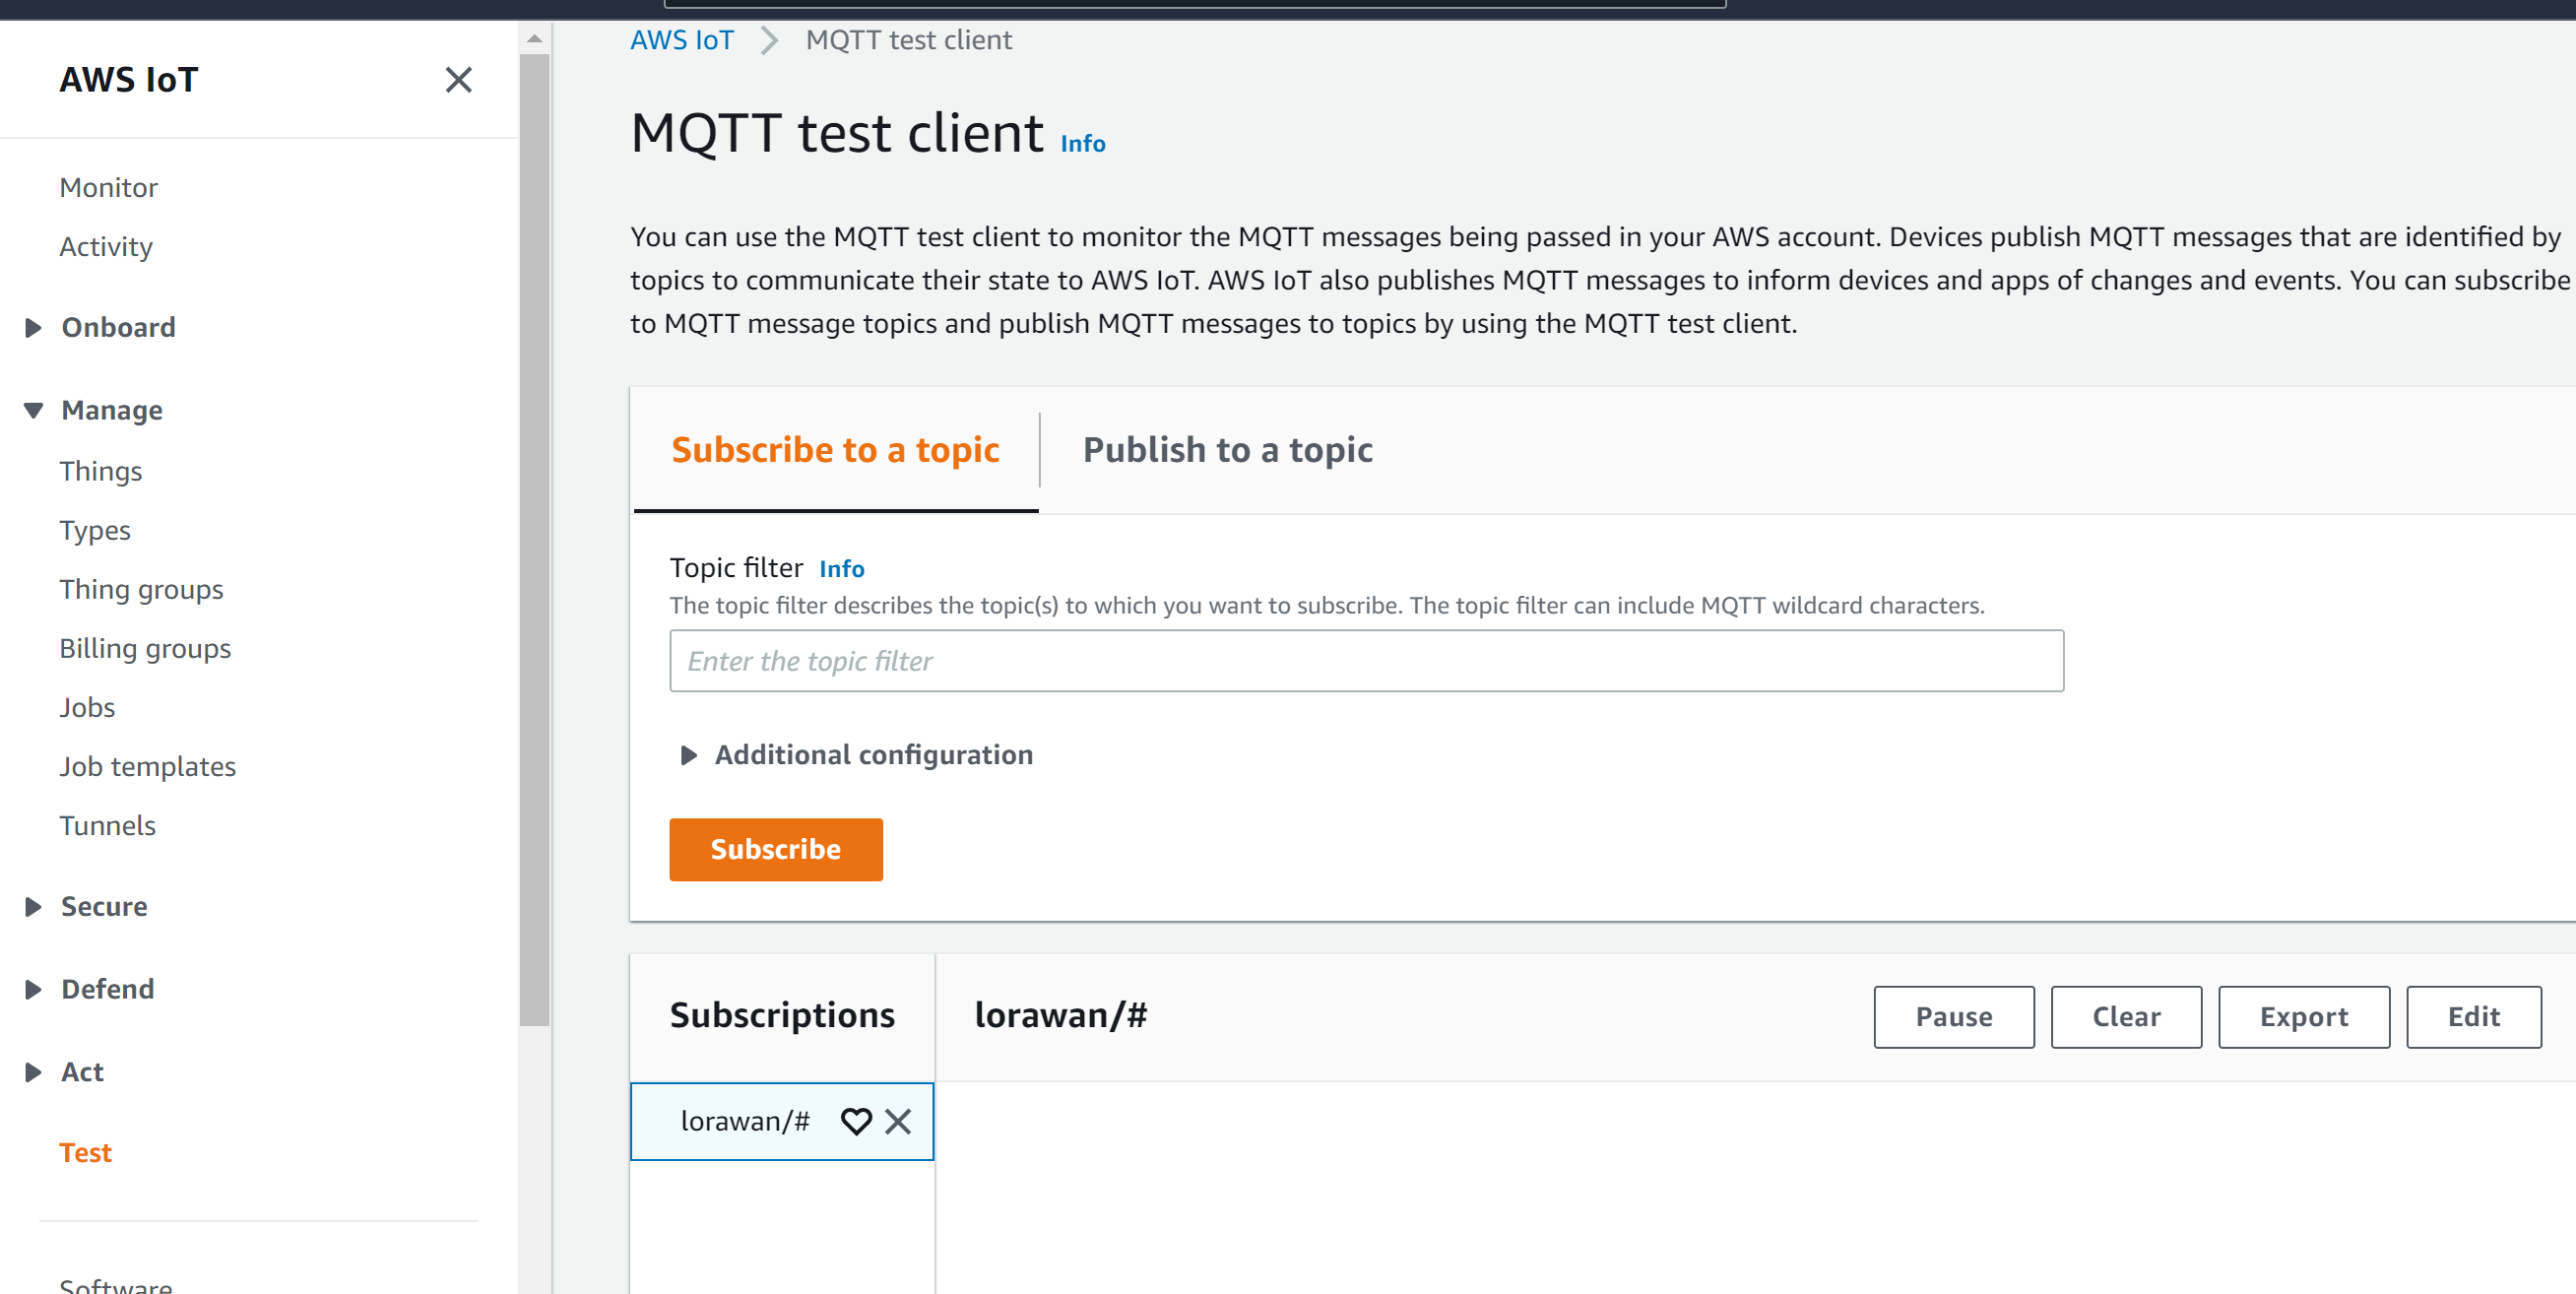 AWS IoT
Monitor
Activity
Onboard
Manage
Things
Types
Thing groups
Billing groups
Jobs
Job templates
Tunnels
Secure
Defend
Act
Test
Software
AWS IoT > MQTT test client
MQTT test client Info
You can use the MQTT test client to monitor the MQTT messages being passed in your AWS account. Devices publish MQTT messages that are identified by
topics to communicate their state to AWS IoT. AWS IoT also publishes MQTT messages to inform devices and apps of changes and events. You can subscribe
to MQTT message topics and publish MQTT messages to topics by using the MQTT test client.
Subscribe to a topic
Publish to a topic
Topic filter Info
The topic filter describes the topic(s) to which you want to subscribe. The topic filter can include MQTT wildcard characters.
Enter the topic filter
Additional configuration
Subscribe
Subscriptions
lorawan/#
Pause
Clear
Export
Edit
lorawan/#